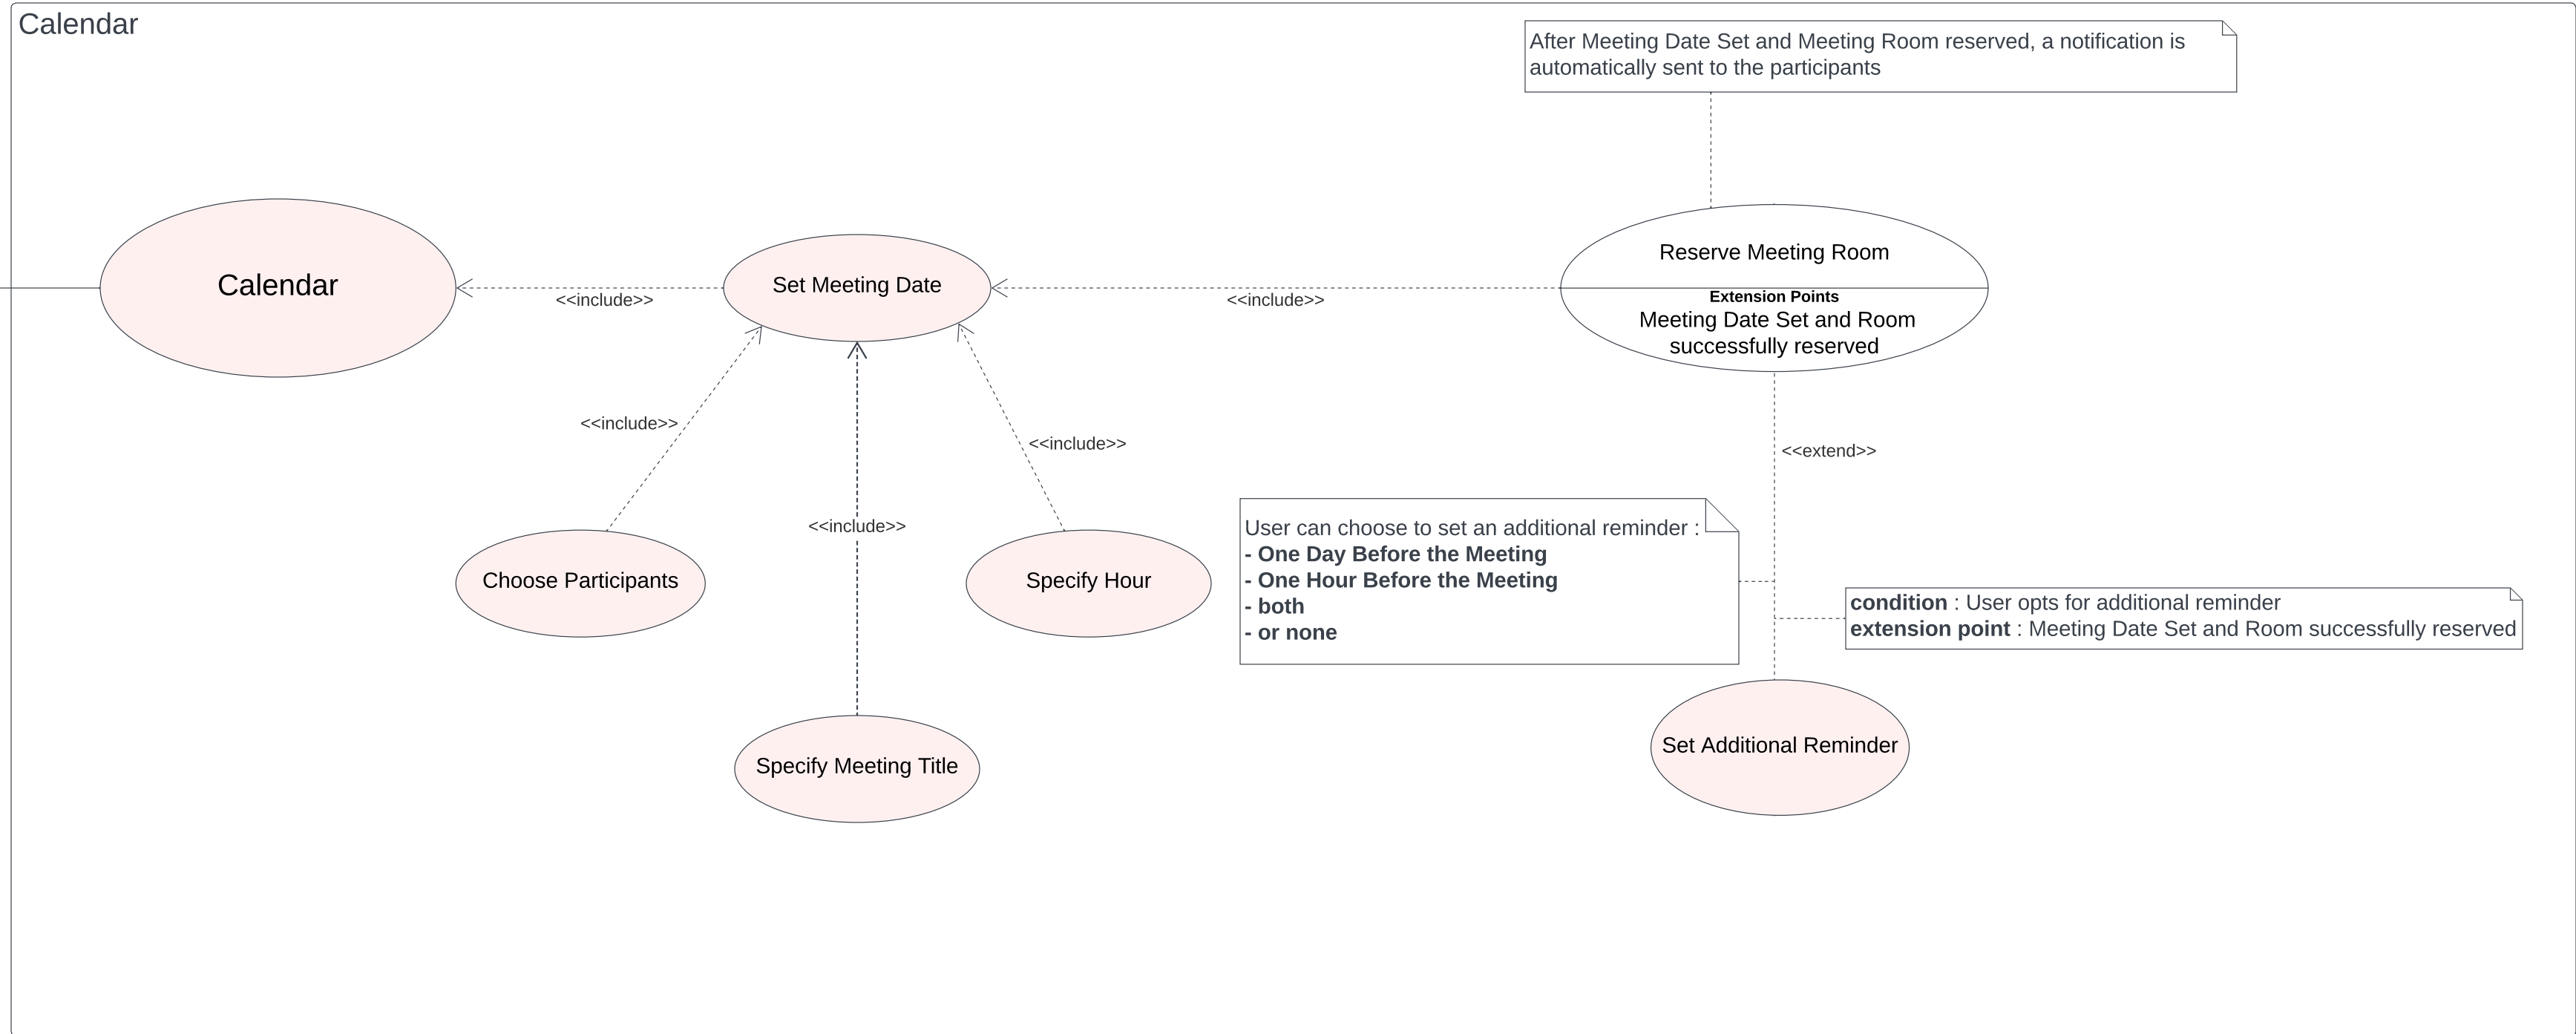 Calendar
After Meeting Date Set and Meeting Room reserved, a notification is
automatically sent to the participants
Calendar
<<include>>
Set Meeting Date
<<include>>
Reserve Meeting Room
Extension Points
Meeting Date Set and Room
successfully reserved
<<include>>
<<include>>
<<include>>
<<extend>>
Choose Participants
Specify Hour
Specify Meeting Title
User can choose to set an additional reminder :
- One Day Before the Meeting
- One Hour Before the Meeting
- both
- or none
condition : User opts for additional reminder
extension point : Meeting Date Set and Room successfully reserved
Set Additional Reminder